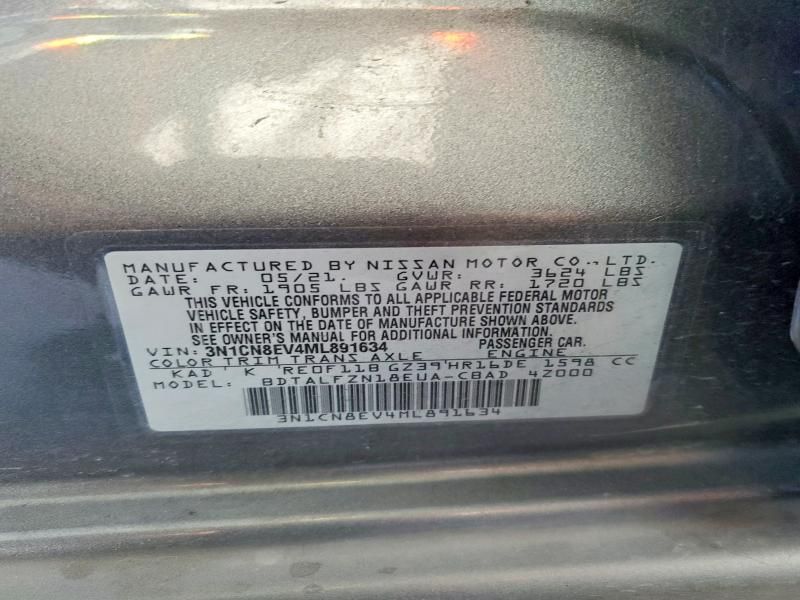 MANUFACTURED BY NISSAN MOTOR CO., LTD.
DATE: 05/21. GVWR: 3624 LBS
GAWR FR: 1905 LBS GAWR RR: 1720 LBS
THIS VEHICLE CONFORMS TO ALL APPLICABLE FEDERAL MOTOR
VEHICLE SAFETY, BUMPER AND THEFT PREVENTION STANDARDS
IN EFFECT ON THE DATE OF MANUFACTURE SHOWN ABOVE.
SEE OWNER'S MANUAL FOR ADDITIONAL INFORMATION.
VIN: 3N1CN8EV4ML891634 PASSENGER CAR.
COLOR TRIM TRANS AXLE ENGINE
KAD K RE0F11B GZ39 HR16DE 1598 CC
MODEL: BDTALFZN18EUA-CBAD 4Z000
3N1CN8EV4ML891634